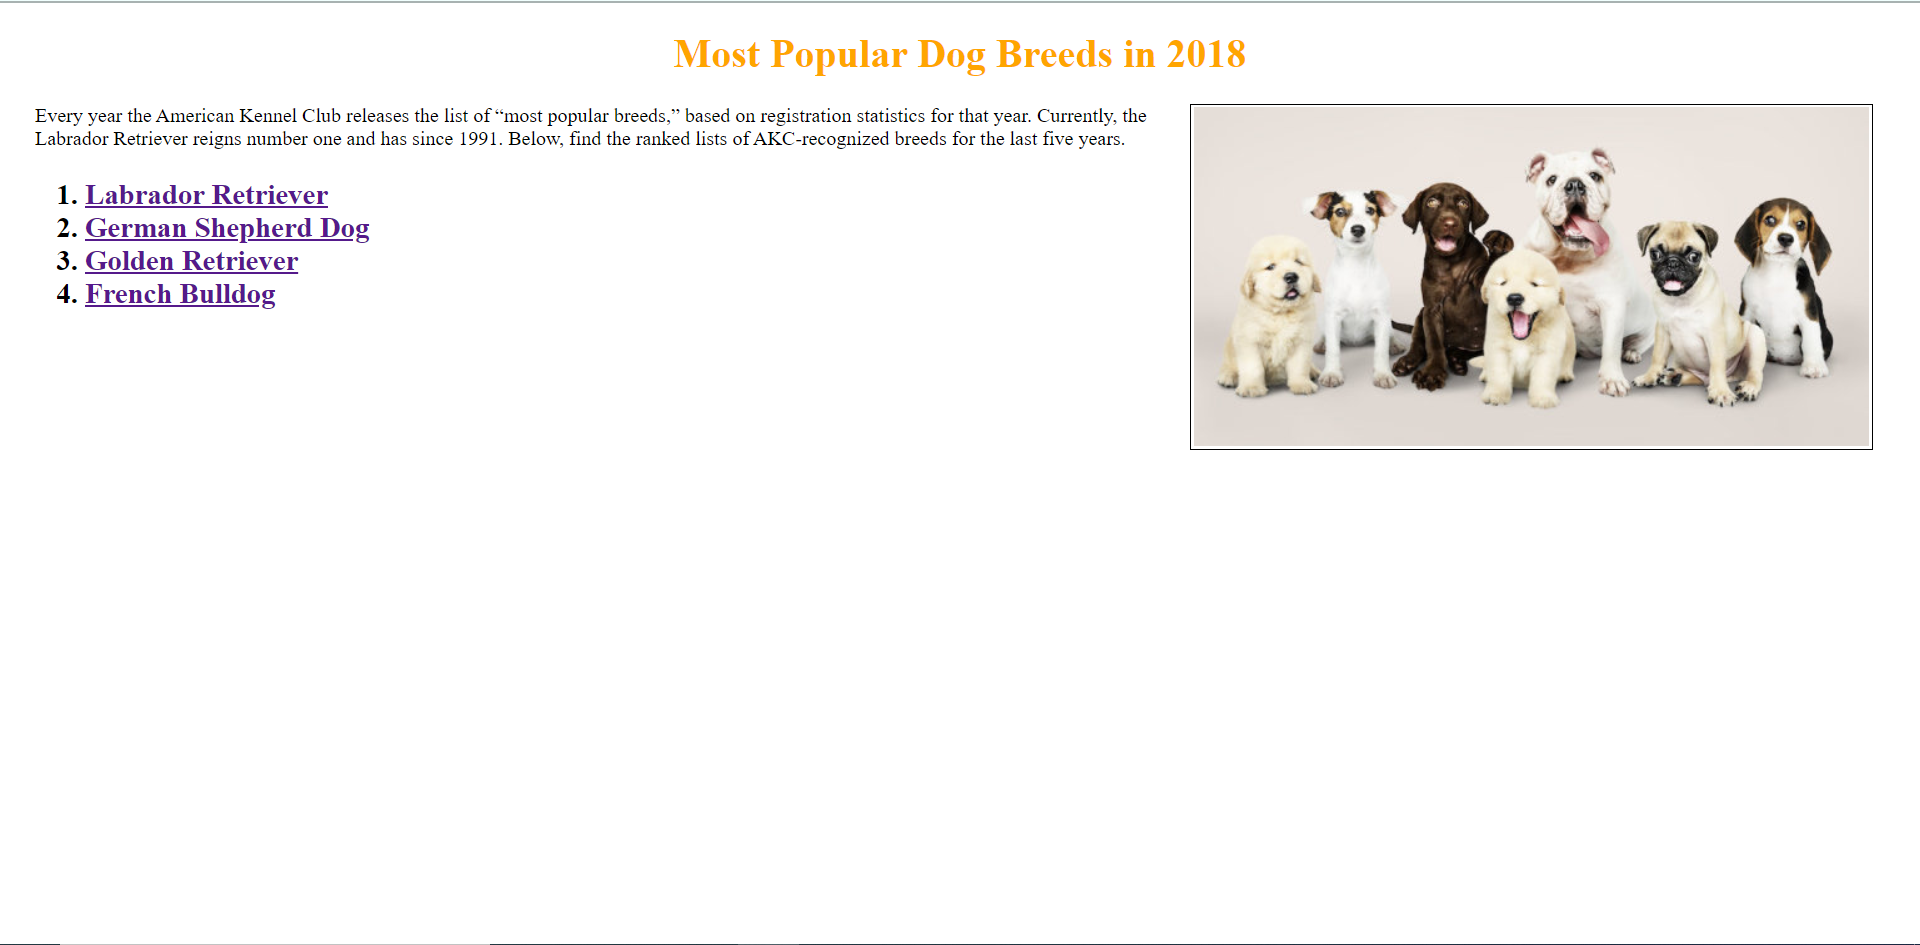 Most Popular Dog Breeds in 2018
Every year the American Kennel Club releases the list of “most popular breeds,” based on registration statistics for that year. Currently, the
Labrador Retriever reigns number one and has since 1991. Below, find the ranked lists of AKC-recognized breeds for the last five years.
1. Labrador Retriever
2. German Shepherd Dog
3. Golden Retriever
4. French Bulldog